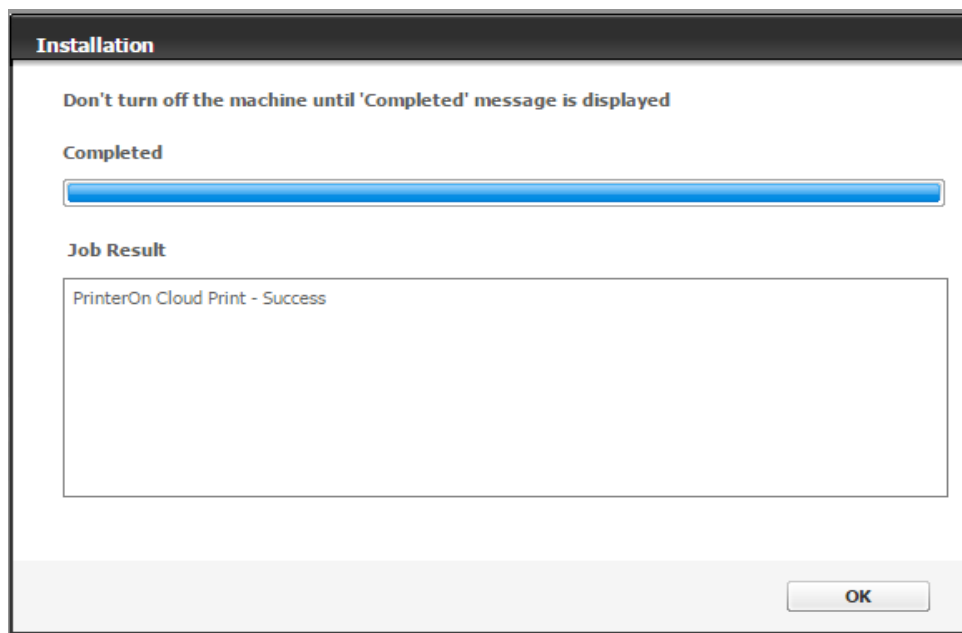 Installation
Don't turn off the machine until 'Completed' message is displayed
Completed
Job Result
PrinterOn Cloud Print - Success
OK